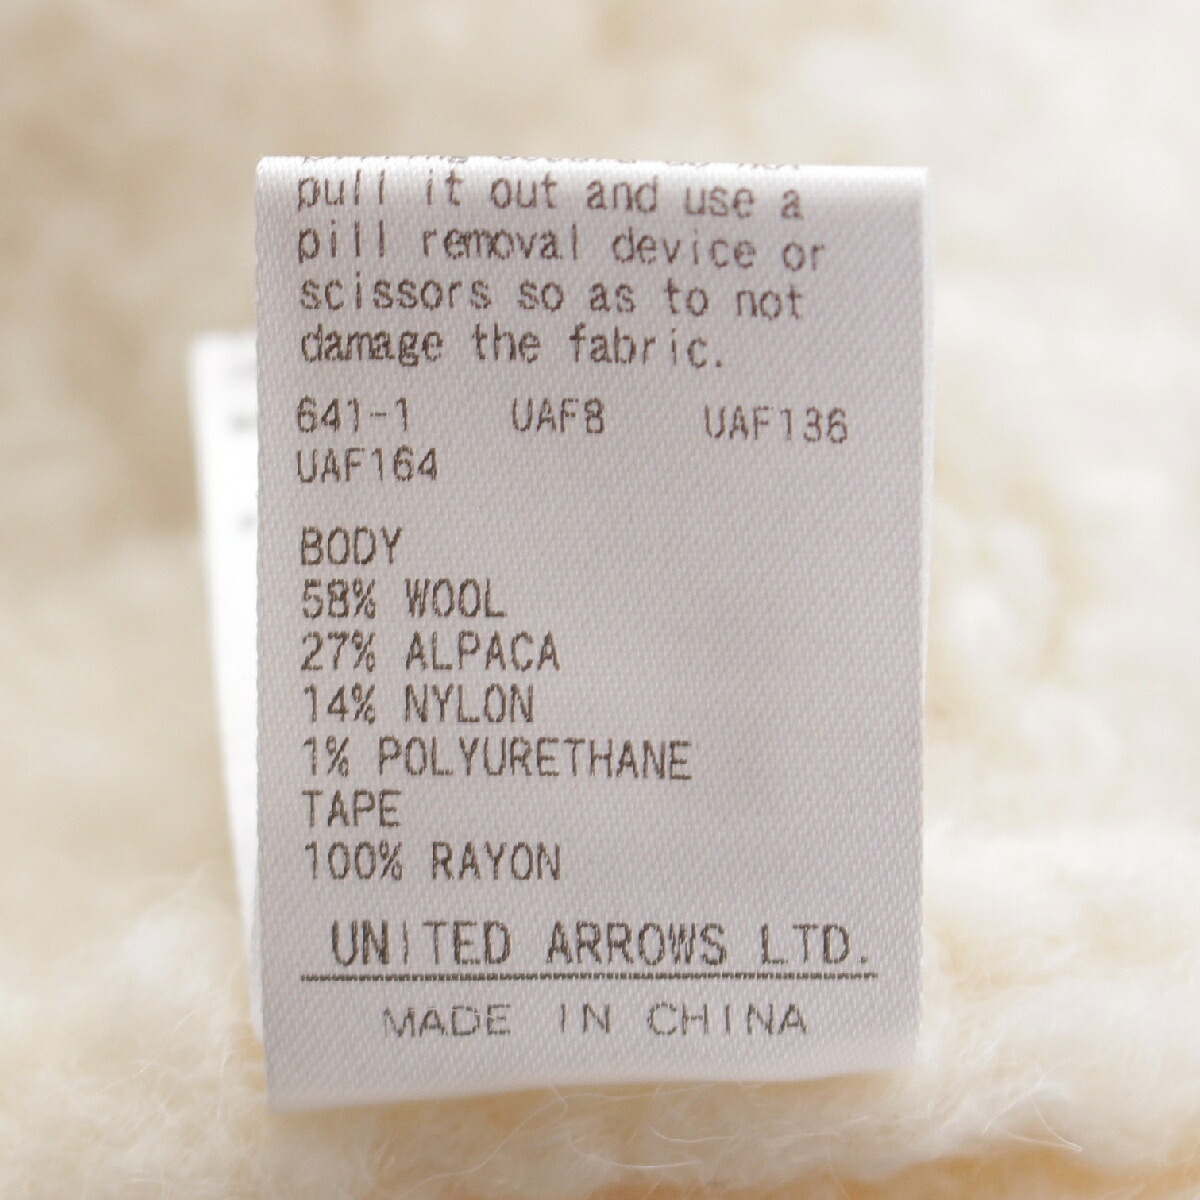 pull it out and use a
pill removal device or
scissors so as to not
damage the fabric.
641-1 UAF8 UAF136
UAF164
BODY
58% WOOL
27% ALPACA
14% NYLON
1% POLYURETHANE
TAPE
100% RAYON
UNITED ARROWS LTD.
MADE IN CHINA